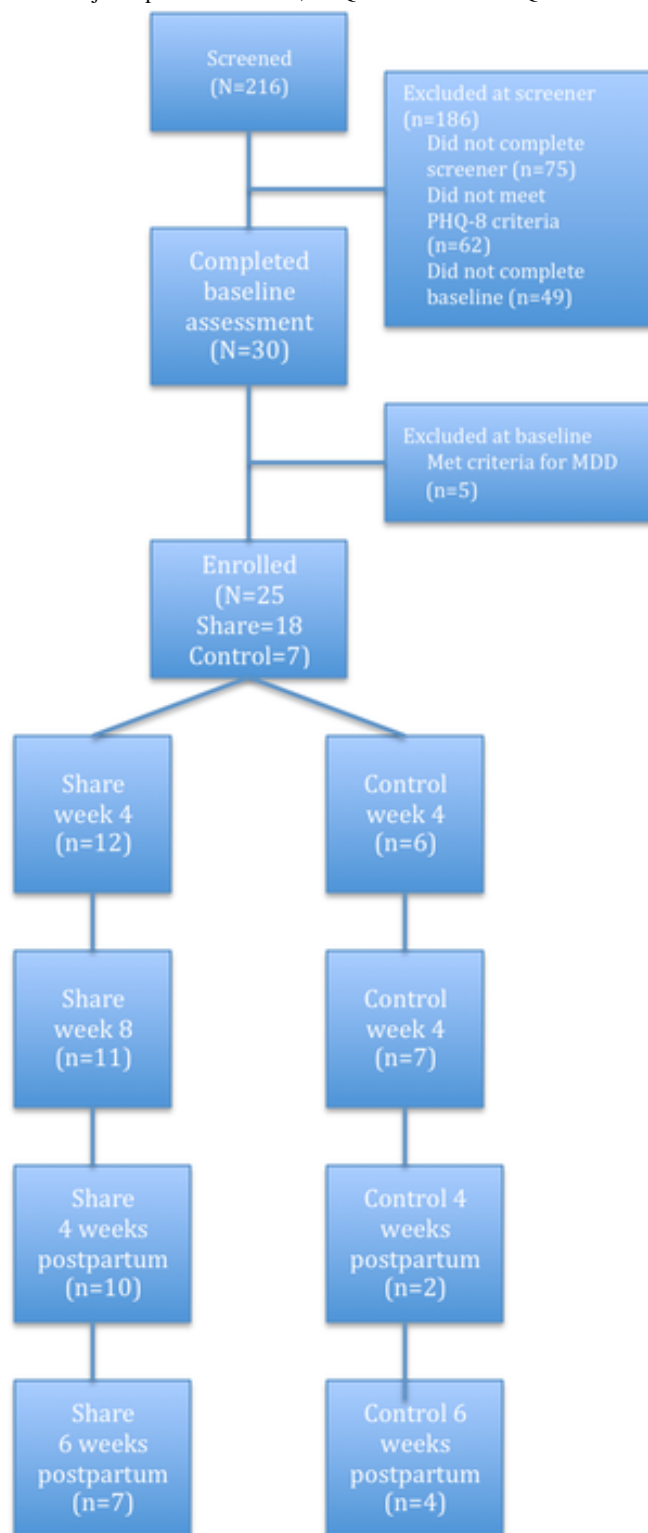 Screened
(N=216)
Excluded at screener
(n=186)
Did not complete
screener (n=75)
Did not meet
PHQ-8 criteria
(n=62)
Did not complete
baseline (n=49)
Completed
baseline
assessment
(N=30)
Excluded at baseline
Met criteria for MDD
(n=5)
Enrolled
(N=25
Share=18
Control=7)
Share
week 4
(n=12)
Control
week 4
(n=6)
Share
week 8
(n=11)
Control
week 4
(n=7)
Share
4 weeks
postpartum
(n=10)
Control 4
weeks
postpartum
(n=2)
Share
6 weeks
postpartum
(n=7)
Control 6
weeks
postpartum
(n=4)